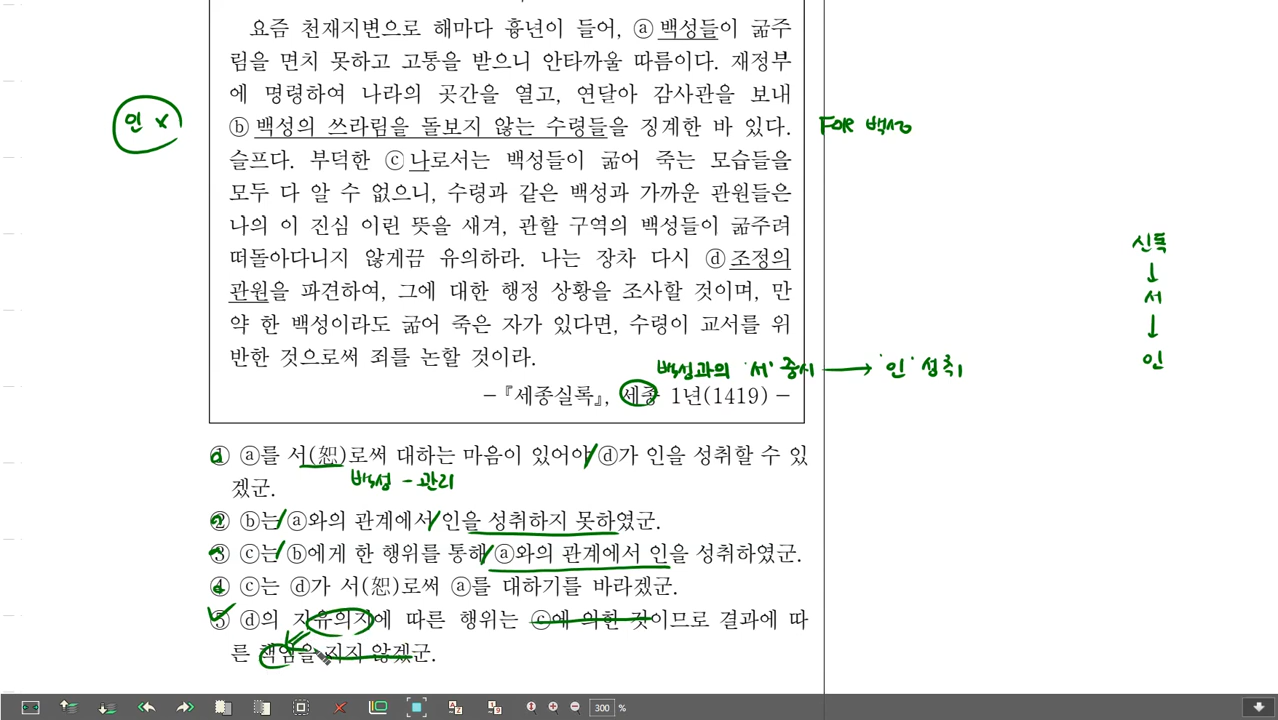 요즘 천재지변으로 해마다 흉년이 들어, ⓐ 백성들이 굶주
림을 면치 못하고 고통을 받으니 안타까울 따름이다. 재정부
에 명령하여 나라의 곳간을 열고, 연달아 감사관을 보내
인 x
ⓑ 백성의 쓰라림을 돌보지 않는 수령들을 징계한 바 있다.
FOR 백성
슬프다. 부덕한 ⓒ 나로서는 백성들이 굶어 죽는 모습들을
모두 다 알 수 없으니, 수령과 같은 백성과 가까운 관원들은
나의 이 진심 어린 뜻을 새겨, 관할 구역의 백성들이 굶주려
떠돌아다니지 않게끔 유의하라. 나는 장차 다시 ⓓ 조정의
관원을 파견하여, 그에 대한 행정 상황을 조사할 것이며, 만
약 한 백성이라도 굶어 죽은 자가 있다면, 수령이 교서를 위
반한 것으로써 죄를 논할 것이라.
신독
↓
서
↓
인
백성과의 '서' 중시 → '인' 성취
-『세종실록』, 세종 1년(1419) -
① ⓐ를 서(恕)로써 대하는 마음이 있어야 ⓓ가 인을 성취할 수 있
겠군.
백성 - 관리
② ⓑ는 ⓐ와의 관계에서 인을 성취하지 못하였군.
③ ⓒ는 ⓑ에게 한 행위를 통해 ⓐ와의 관계에서 인을 성취하였군.
④ ⓒ는 ⓓ가 서(恕)로써 ⓐ를 대하기를 바라겠군.
⑤ ⓓ의 자유의지에 따른 행위는 ⓒ에 의한 것이므로 결과에 따
른 책임을 지지 않겠군.
300 %